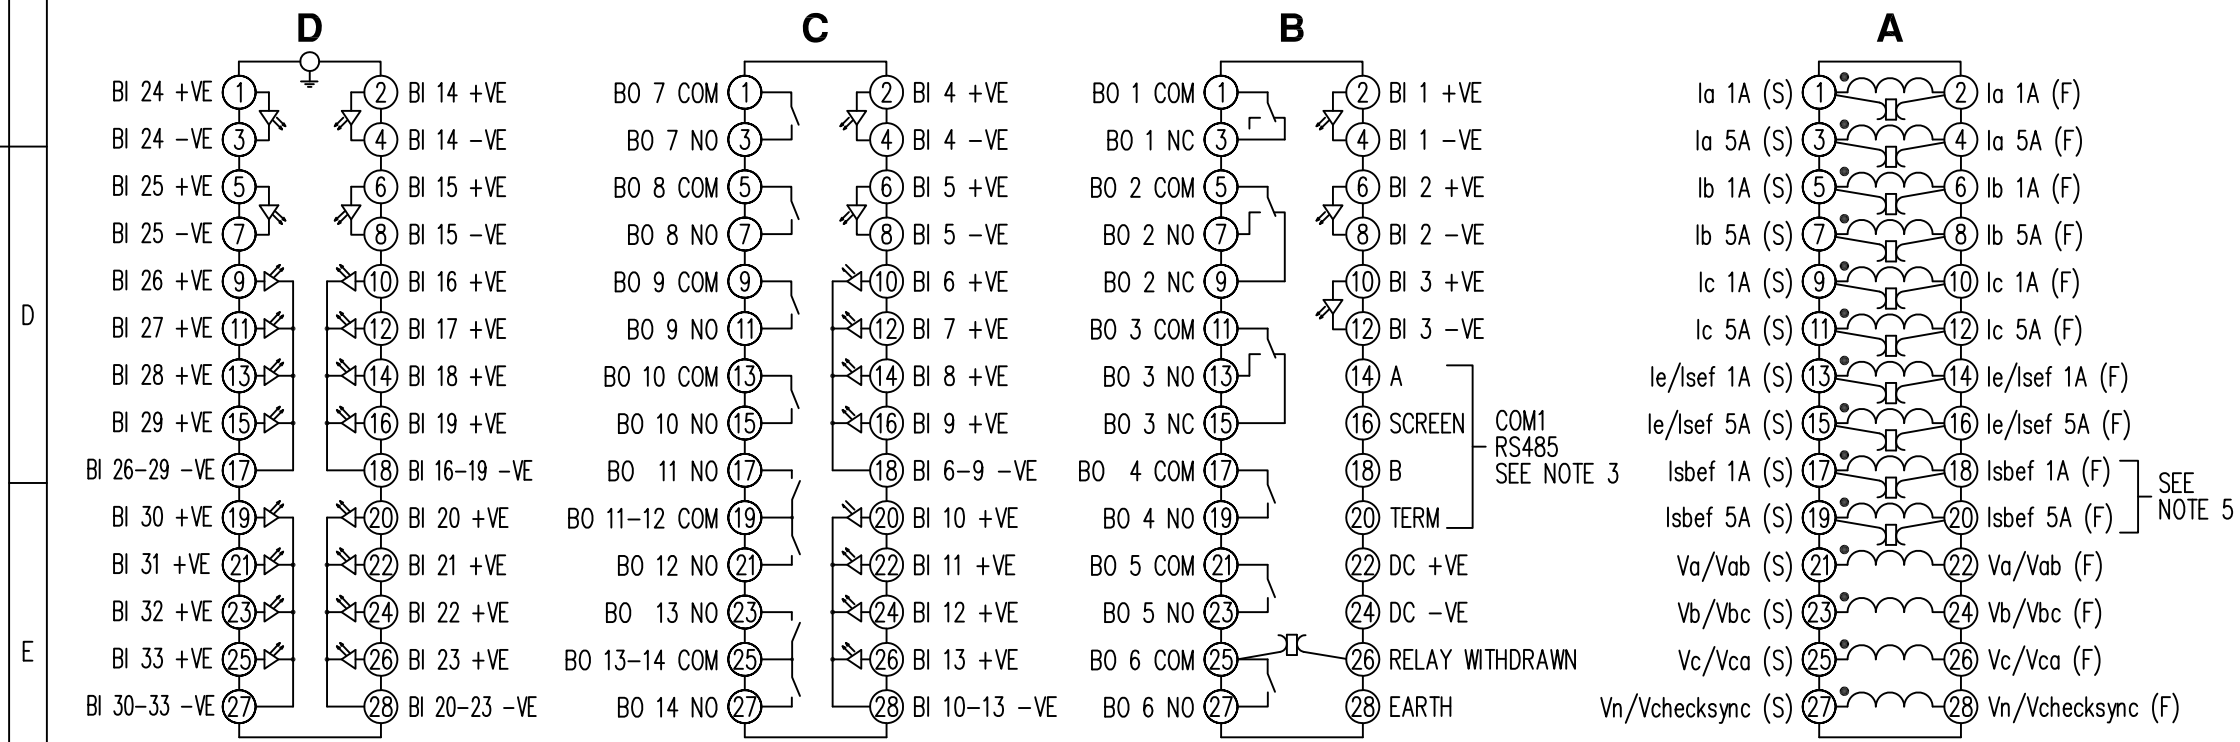 D C B A
BI 24 +VE 1 2 BI 14 +VE BO 7 COM 1 2 BI 4 +VE BO 1 COM 1 2 BI 1 +VE Ia 1A (S) 1 2 Ia 1A (F)
BI 24 -VE 3 4 BI 14 -VE BO 7 NO 3 4 BI 4 -VE BO 1 NC 3 4 BI 1 -VE Ia 5A (S) 3 4 Ia 5A (F)
BI 25 +VE 5 6 BI 15 +VE BO 8 COM 5 6 BI 5 +VE BO 2 COM 5 6 BI 2 +VE Ib 1A (S) 5 6 Ib 1A (F)
BI 25 -VE 7 8 BI 15 -VE BO 8 NO 7 8 BI 5 -VE BO 2 NO 7 8 BI 2 -VE Ib 5A (S) 7 8 Ib 5A (F)
BI 26 +VE 9 10 BI 16 +VE BO 9 COM 9 10 BI 6 +VE BO 2 NC 9 10 BI 3 +VE Ic 1A (S) 9 10 Ic 1A (F)
D BI 27 +VE 11 12 BI 17 +VE BO 9 NO 11 12 BI 7 +VE BO 3 COM 11 12 BI 3 -VE Ic 5A (S) 11 12 Ic 5A (F)
BI 28 +VE 13 14 BI 18 +VE BO 10 COM 13 14 BI 8 +VE BO 3 NO 13 14 A Ie/Isef 1A (S) 13 14 Ie/Isef 1A (F)
BI 29 +VE 15 16 BI 19 +VE BO 10 NO 15 16 BI 9 +VE BO 3 NC 15 16 SCREEN COM1 Ie/Isef 5A (S) 15 16 Ie/Isef 5A (F)
RS485
BI 26-29 -VE 17 18 BI 16-19 -VE BO 11 NO 17 18 BI 6-9 -VE BO 4 COM 17 18 B SEE NOTE 3 Isbef 1A (S) 17 18 Isbef 1A (F) SEE
BI 30 +VE 19 20 BI 20 +VE BO 11-12 COM 19 20 BI 10 +VE BO 4 NO 19 20 TERM Isbef 5A (S) 19 20 Isbef 5A (F) NOTE 5
BI 31 +VE 21 22 BI 21 +VE BO 12 NO 21 22 BI 11 +VE BO 5 COM 21 22 DC +VE Va/Vab (S) 21 22 Va/Vab (F)
BI 32 +VE 23 24 BI 22 +VE BO 13 NO 23 24 BI 12 +VE BO 5 NO 23 24 DC -VE Vb/Vbc (S) 23 24 Vb/Vbc (F)
E BI 33 +VE 25 26 BI 23 +VE BO 13-14 COM 25 26 BI 13 +VE BO 6 COM 25 26 RELAY WITHDRAWN Vc/Vca (S) 25 26 Vc/Vca (F)
BI 30-33 -VE 27 28 BI 20-23 -VE BO 14 NO 27 28 BI 10-13 -VE BO 6 NO 27 28 EARTH Vn/Vchecksync (S) 27 28 Vn/Vchecksync (F)